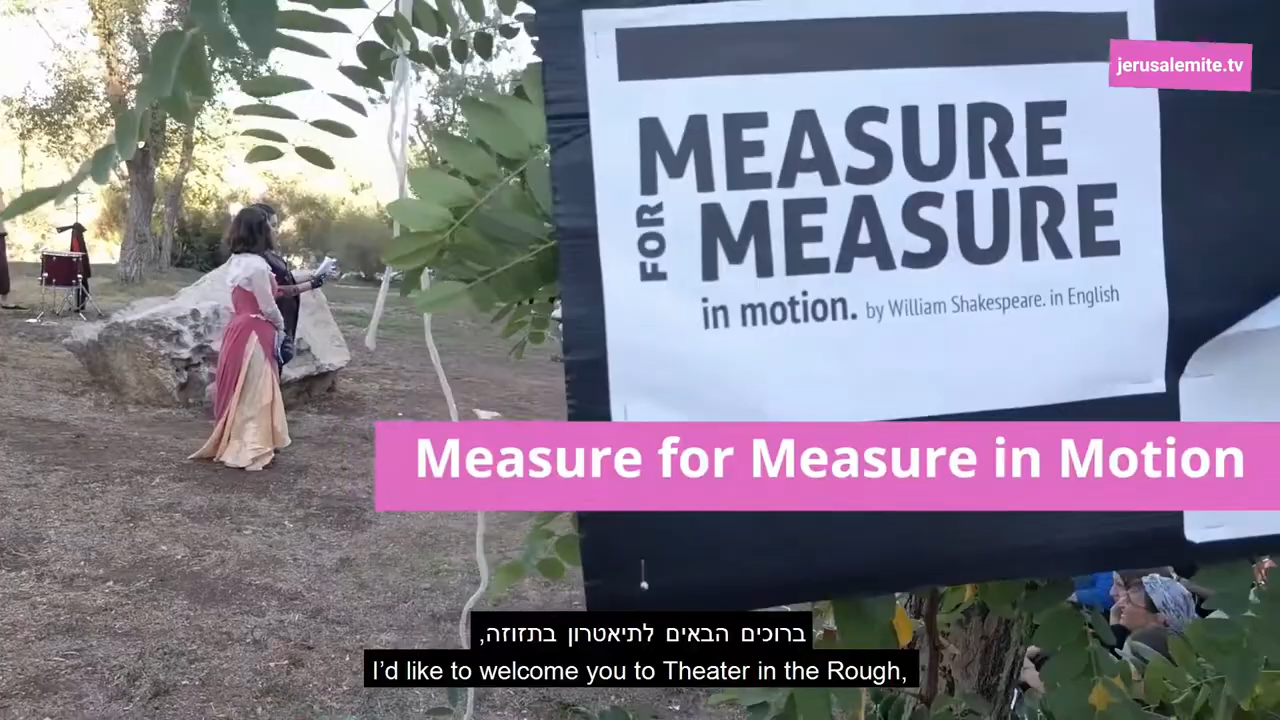 jerusalemite.tv
MEASURE
FOR
MEASURE
in motion. by William Shakespeare. in English
Measure for Measure in Motion
ברוכים הבאים לתיאטרון בתזוזה,
I’d like to welcome you to Theater in the Rough,